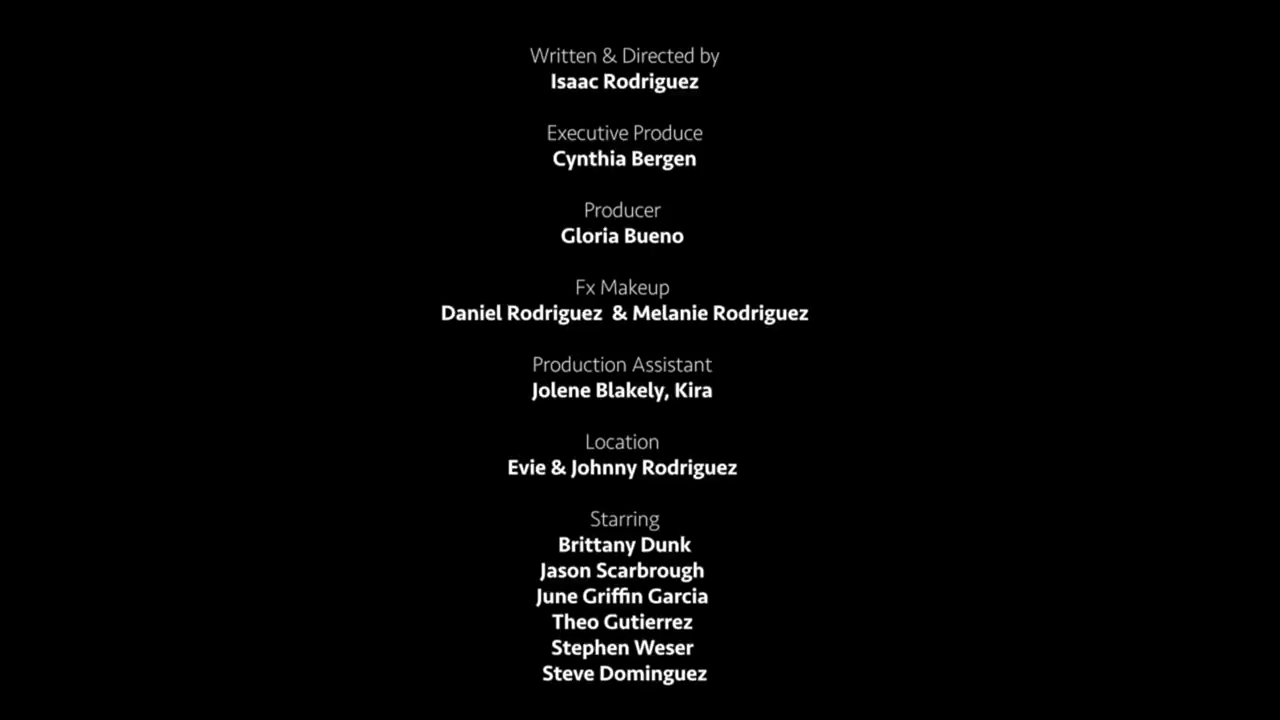 Written & Directed by
Isaac Rodriguez
Executive Produce
Cynthia Bergen
Producer
Gloria Bueno
Fx Makeup
Daniel Rodriguez & Melanie Rodriguez
Production Assistant
Jolene Blakely, Kira
Location
Evie & Johnny Rodriguez
Starring
Brittany Dunk
Jason Scarbrough
June Griffin Garcia
Theo Gutierrez
Stephen Weser
Steve Dominguez